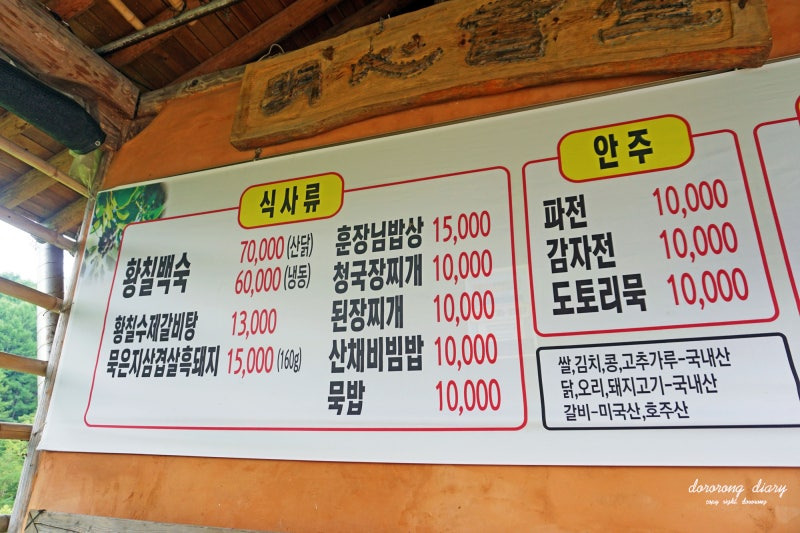 식사류
황칠백숙 70,000 (산닭)
60,000 (냉동)
황칠수제갈비탕 13,000
묵은지삼겹살흑돼지 15,000 (160g)
훈장님밥상 15,000
청국장찌개 10,000
된장찌개 10,000
산채비빔밥 10,000
묵밥 10,000
안주
파전 10,000
감자전 10,000
도토리묵 10,000
쌀,김치,콩,고추가루-국내산
닭,오리,돼지고기-국내산
갈비-미국산,호주산
dororong diary
copy right dororong